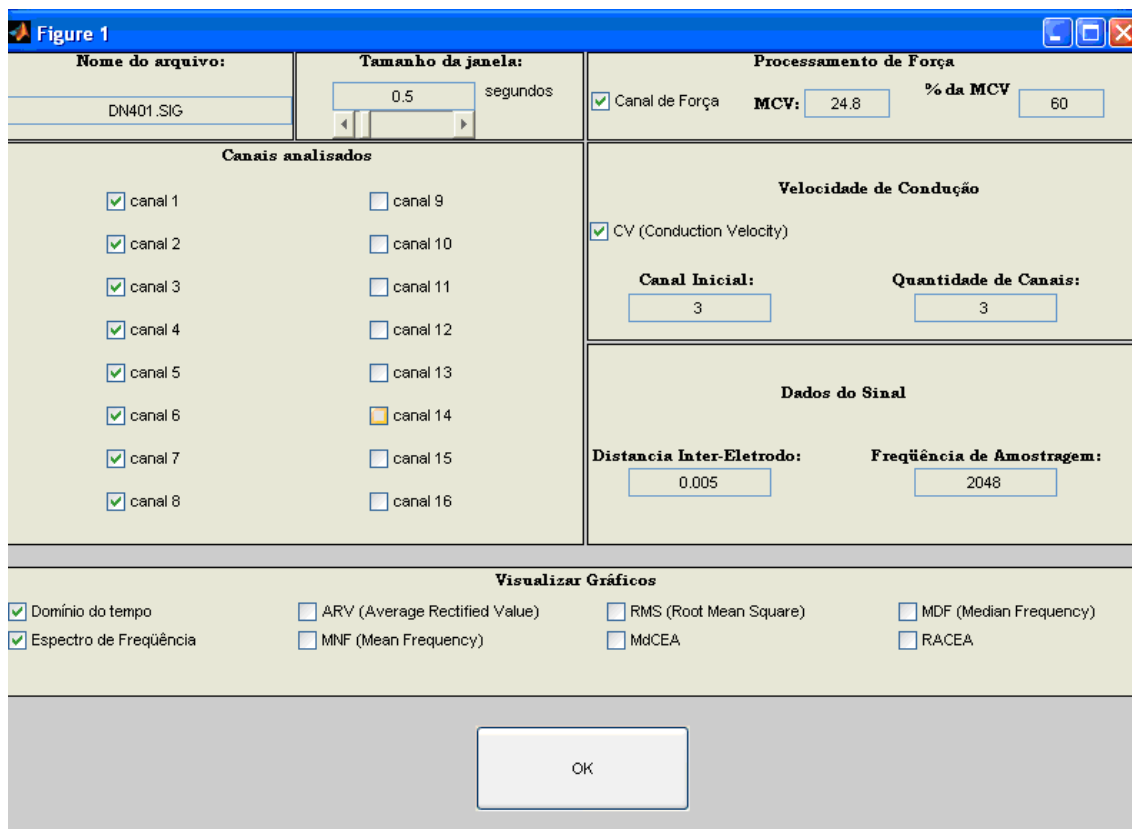 Figure 1
Nome do arquivo:
DN401.SIG
Tamanho da janela:
0.5
segundos
Processamento de Força
Canal de Força
MCV:
24.8
% da MCV
60
Canais analisados
canal 1
canal 2
canal 3
canal 4
canal 5
canal 6
canal 7
canal 8
canal 9
canal 10
canal 11
canal 12
canal 13
canal 14
canal 15
canal 16
Velocidade de Condução
CV (Conduction Velocity)
Canal Inicial:
3
Quantidade de Canais:
3
Dados do Sinal
Distancia Inter-Eletrodo:
0.005
Freqüência de Amostragem:
2048
Visualizar Gráficos
Domínio do tempo
ARV (Average Rectified Value)
RMS (Root Mean Square)
MDF (Median Frequency)
Espectro de Freqüência
MNF (Mean Frequency)
MdCEA
RACEA
OK